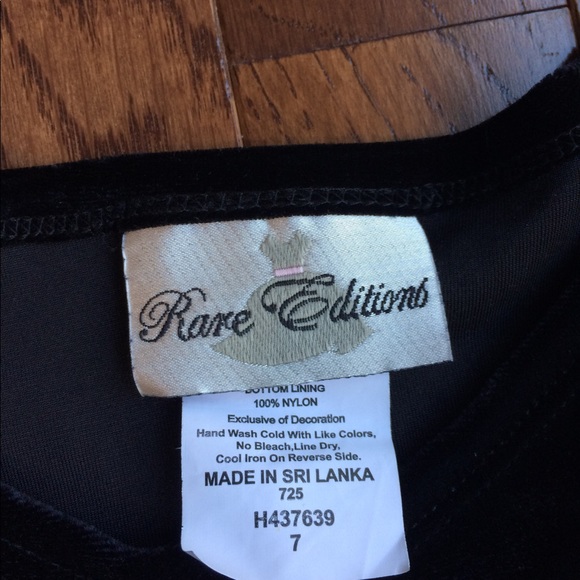 Rare Editions
BOTTOM LINING
100% NYLON
Exclusive of Decoration
Hand Wash Cold With Like Colors,
No Bleach,Line Dry,
Cool Iron On Reverse Side.
MADE IN SRI LANKA
725
H437639
7